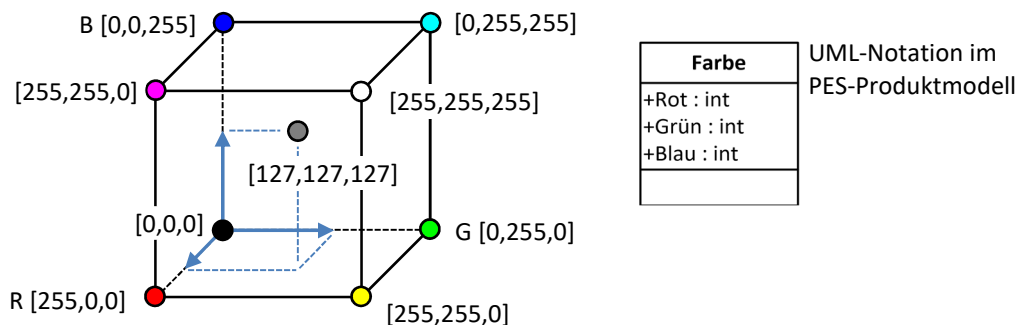 B [0,0,255]
[0,255,255]
[255,255,0]
[255,255,255]
[127,127,127]
[0,0,0]
G [0,255,0]
R [255,0,0]
[255,255,0]
Farbe
+Rot : int
+Grün : int
+Blau : int
UML-Notation im
PES-Produktmodell